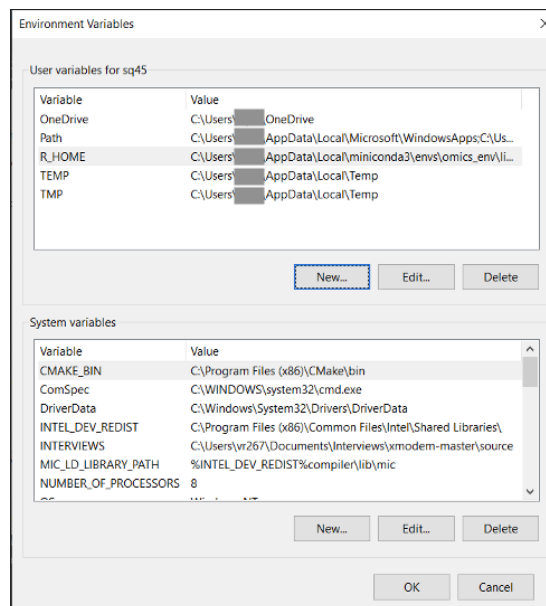 Environment Variables
User variables for sq45
Variable Value
OneDrive C:\Users\ \OneDrive
Path C:\Users\ \AppData\Local\Microsoft\WindowsApps;C:\Us...
R_HOME C:\Users\ \AppData\Local\miniconda3\envs\omics_env\li...
TEMP C:\Users\ \AppData\Local\Temp
TMP C:\Users\ \AppData\Local\Temp
New... Edit... Delete
System variables
Variable Value
CMAKE_BIN C:\Program Files (x86)\CMake\bin
ComSpec C:\WINDOWS\system32\cmd.exe
DriverData C:\Windows\System32\Drivers\DriverData
INTEL_DEV_REDIST C:\Program Files (x86)\Common Files\Intel\Shared Libraries\
INTERVIEWS C:\Users\vr267\Documents\Interviews\xmodem-master\source
MIC_LD_LIBRARY_PATH %INTEL_DEV_REDIST%compiler\lib\mic
NUMBER_OF_PROCESSORS 8
New... Edit... Delete
OK Cancel